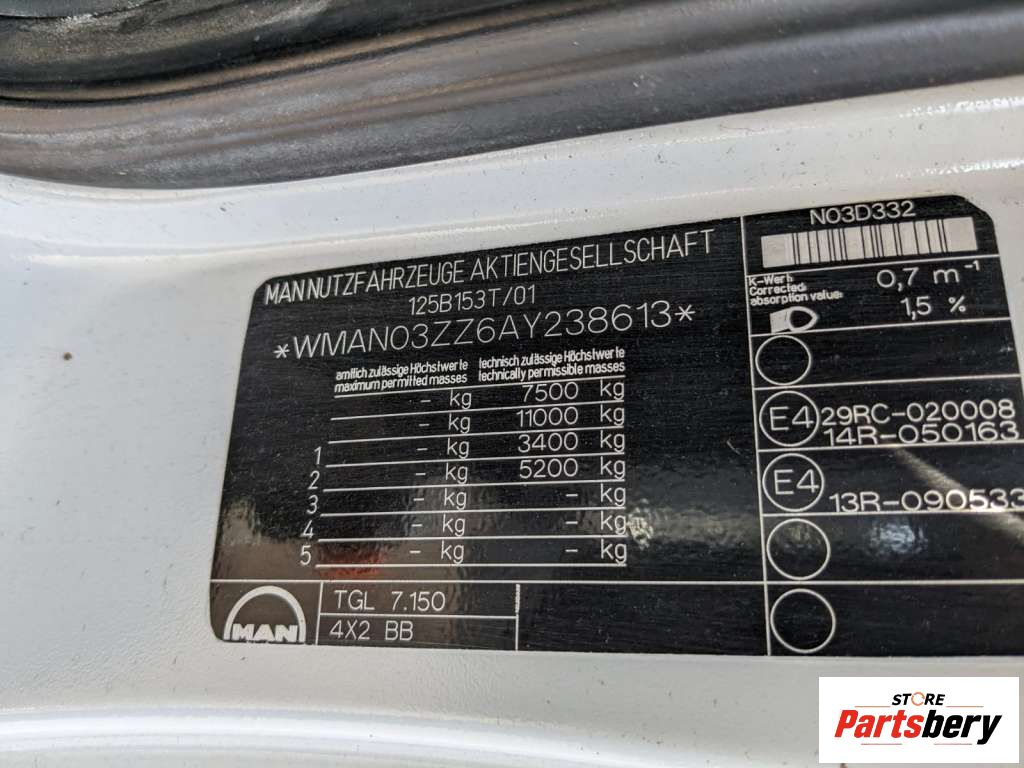 MAN NUTZFAHRZEUGE AKTIENGESELLSCHAFT
125B153T/01
*WMAN03ZZ6AY238613*
amtlich zulässige Höchstwerte technisch zulässige Höchstwerte
maximum permitted masses technically permissible masses
- kg 7500 kg
- kg 11000 kg
1 - kg 3400 kg
2 - kg 5200 kg
3 - kg - kg
4 - kg - kg
5 - kg - kg
MAN
TGL 7.150
4X2 BB
N03D332
K-Wert: 0,7 m⁻¹
Corrected
absorption value: 1,5 %
E4 29RC-020008
14R-050163
E4 13R-090533
STORE
Partsbery